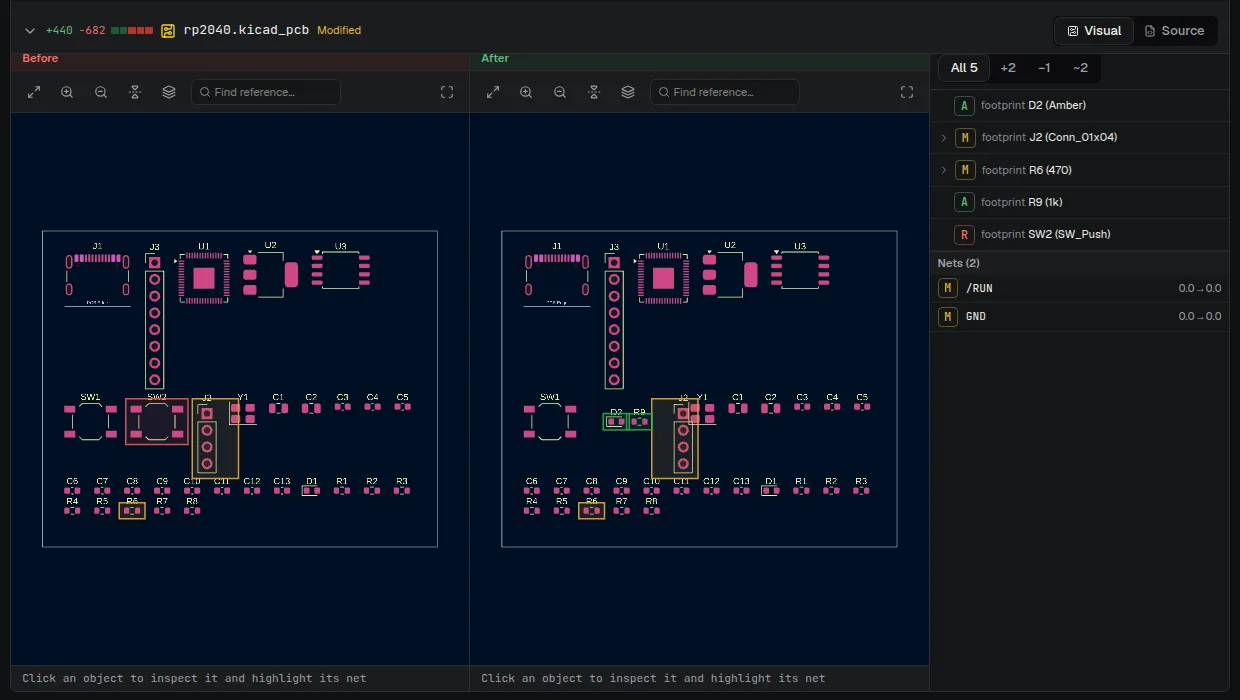 +440 -682 rp2040.kicad_pcb Modified Visual Source
Before
After
Find reference...
Find reference...
J1 J3 U1 U2 U3
SW1 SW2 J2 Y1 C1 C2 C3 C4 C5
C6 C7 C8 C9 C10 C11 C12 C13 D1 R1 R2 R3
R4 R5 R6 R7 R8
J1 J3 U1 U2 U3
SW1 J2 Y1 C1 C2 C3 C4 C5
D2 R9
C6 C7 C8 C9 C10 C11 C12 C13 D1 R1 R2 R3
R4 R5 R6 R7 R8
Click an object to inspect it and highlight its net
Click an object to inspect it and highlight its net
All 5 +2 −1 ~2
A footprint D2 (Amber)
M footprint J2 (Conn_01x04)
M footprint R6 (470)
A footprint R9 (1k)
R footprint SW2 (SW_Push)
Nets (2)
M /RUN 0.0→0.0
M GND 0.0→0.0